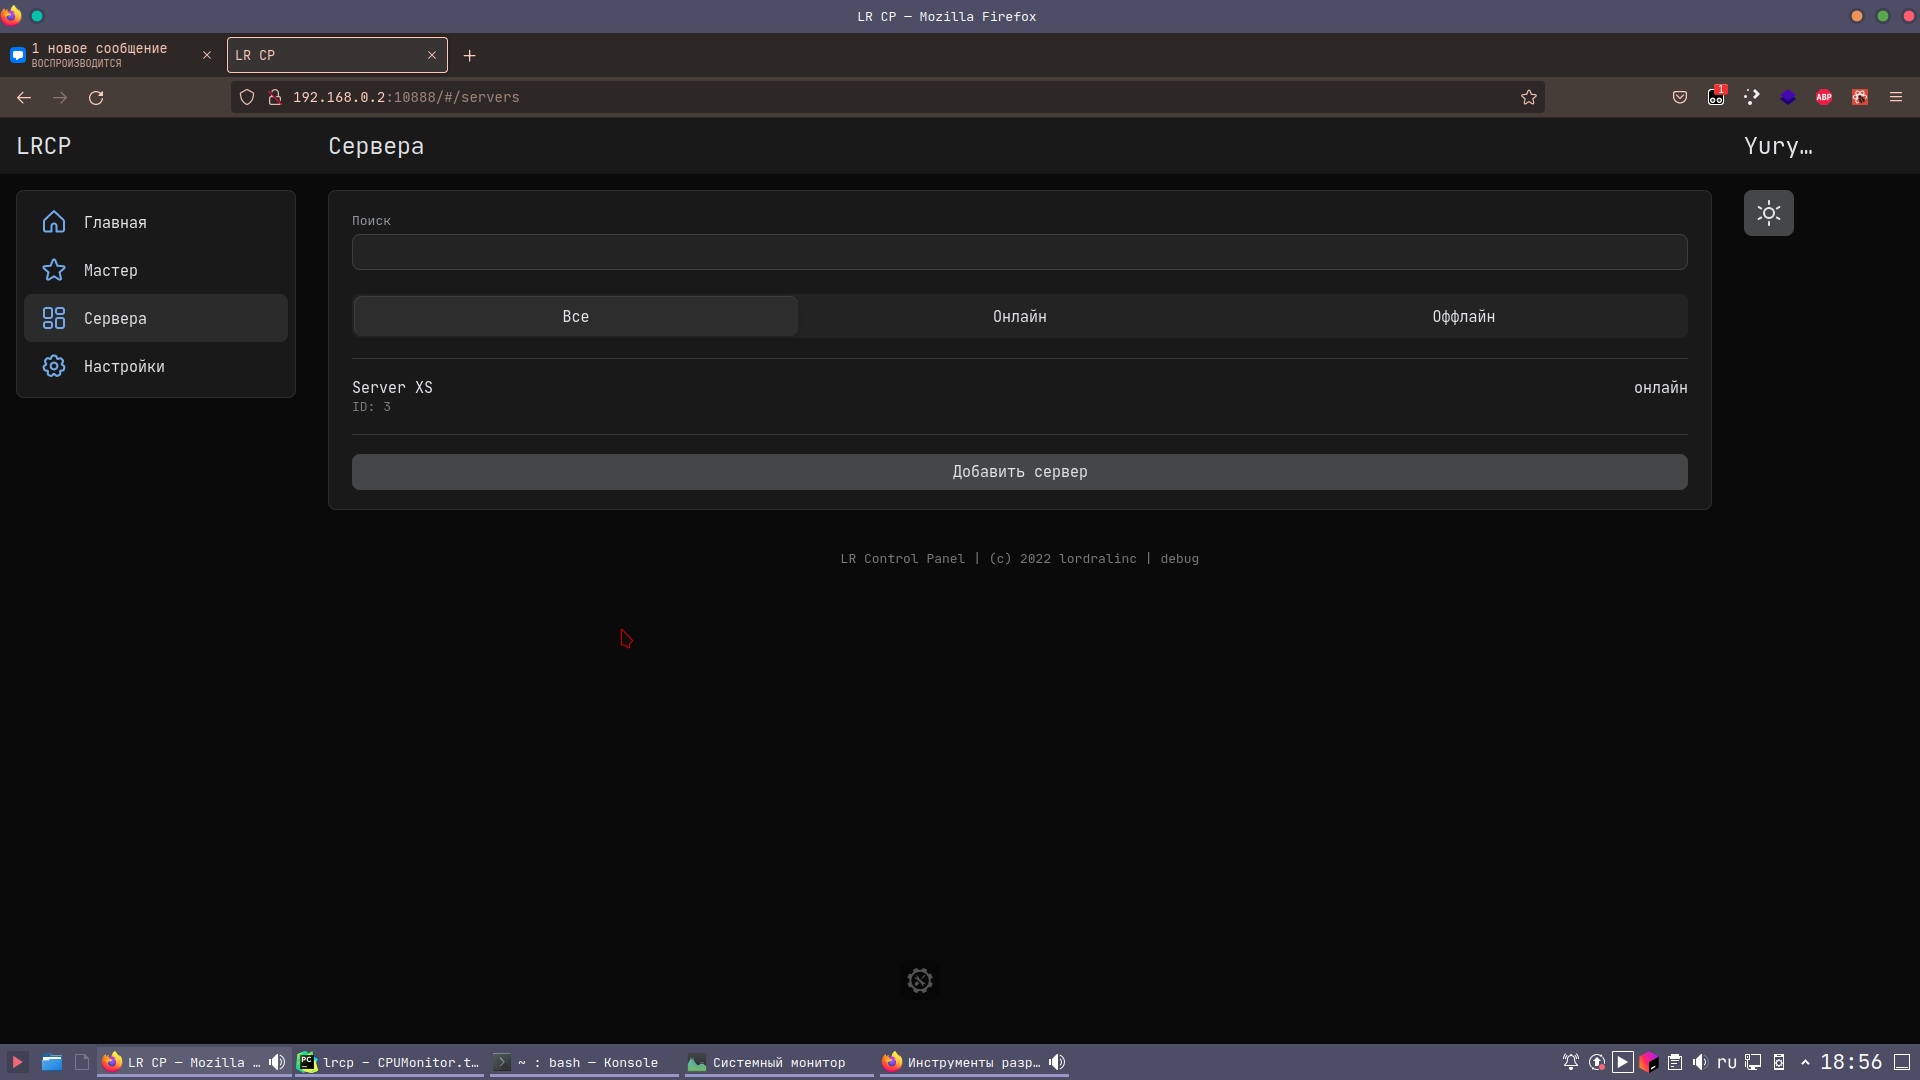 LR CP — Mozilla Firefox
1 новое сообщение
ВОСПРОИЗВОДИТСЯ
LR CP
192.168.0.2:10888/#/servers
1
ABP
LRCP
Сервера
Yury…
Главная
Мастер
Сервера
Настройки
Поиск
Все
Онлайн
Оффлайн
Server XS
онлайн
ID: 3
Добавить сервер
LR Control Panel | (c) 2022 lordralinc | debug
LR CP — Mozilla …
PC
lrcp – CPUMonitor.t…
~ : bash — Konsole
Системный монитор
Инструменты разр…
ru
18:56